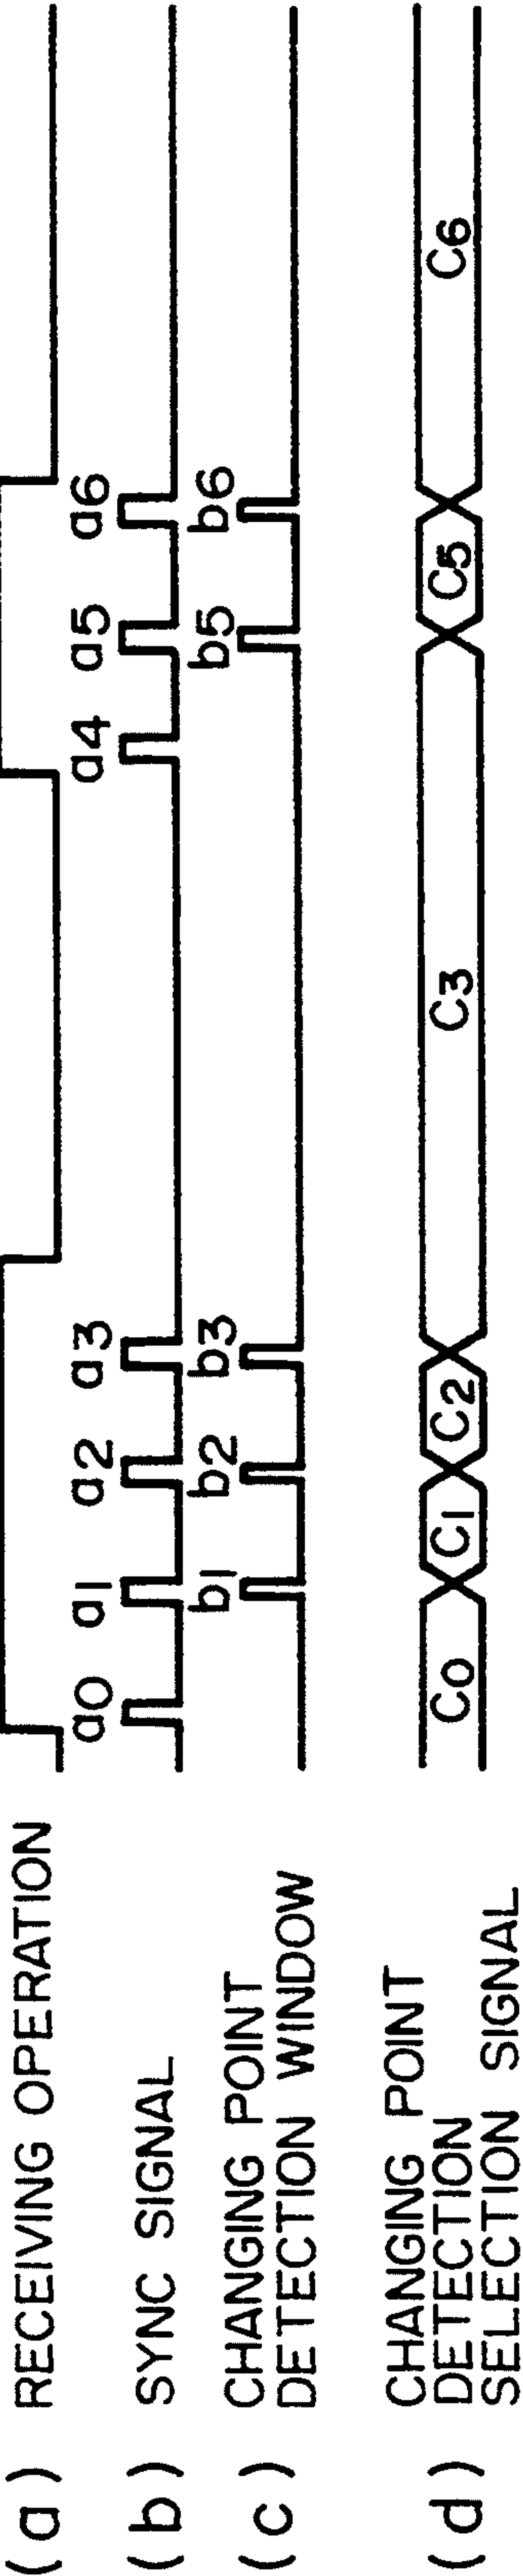 (a) RECEIVING OPERATION
(b) SYNC SIGNAL
a0 a1 a2 a3 a4 a5 a6
(c) CHANGING POINT
DETECTION WINDOW
b1 b2 b3 b5 b6
(d) CHANGING POINT
DETECTION
SELECTION SIGNAL
C0 C1 C2 C3 C5 C6